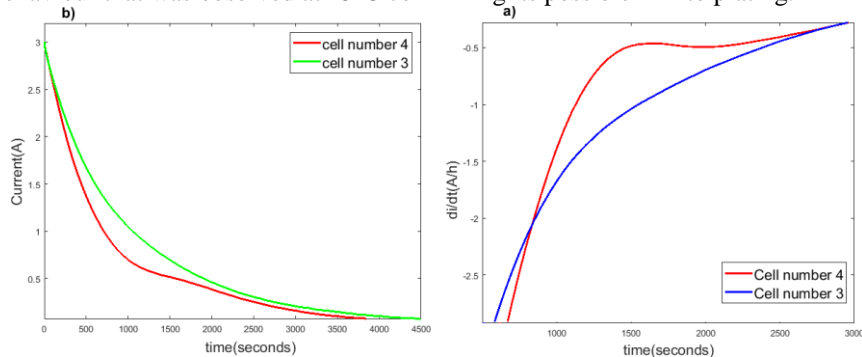 b)
a)
cell number 4
cell number 3
3
2.5
2
1.5
1
0.5
Current(A)
0 500 1000 1500 2000 2500 3000 3500 4000 4500
time(seconds)
-0.5
-1
-1.5
-2
-2.5
di/dt(A/h)
Cell number 4
Cell number 3
1000 1500 2000 2500 3000
time(seconds)